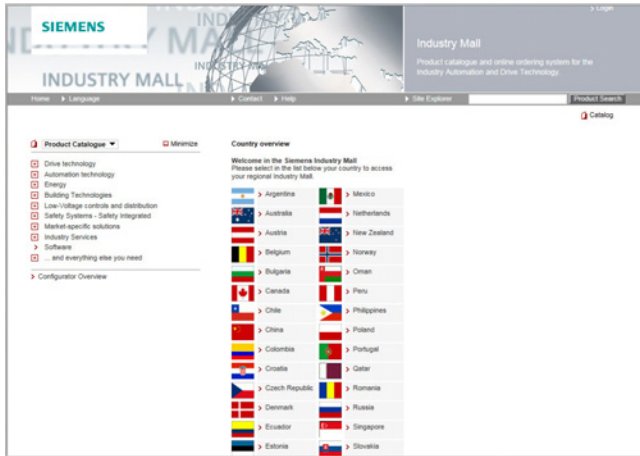 > Login
SIEMENS
INDUSTRY MALL
Industry Mall
Product catalogue and online ordering system for the
Industry Automation and Drive Technology.
Home > Language > Contact > Help > Site Explorer Product Search
Catalog
Product Catalogue Minimize
Drive technology
Automation technology
Energy
Building Technologies
Low-Voltage controls and distribution
Safety Systems - Safety Integrated
Market-specific solutions
Industry Services
> Software
... and everything else you need
> Configurator Overview
Country overview
Welcome in the Siemens Industry Mall
Please select in the list below your country to access
your regional Industry Mall.
> Argentina > Mexico
> Australia > Netherlands
> Austria > New Zealand
> Belgium > Norway
> Bulgaria > Oman
> Canada > Peru
> Chile > Philippines
> China > Poland
> Colombia > Portugal
> Croatia > Qatar
> Czech Republic > Romania
> Denmark > Russia
> Ecuador > Singapore
> Estonia > Slovakia